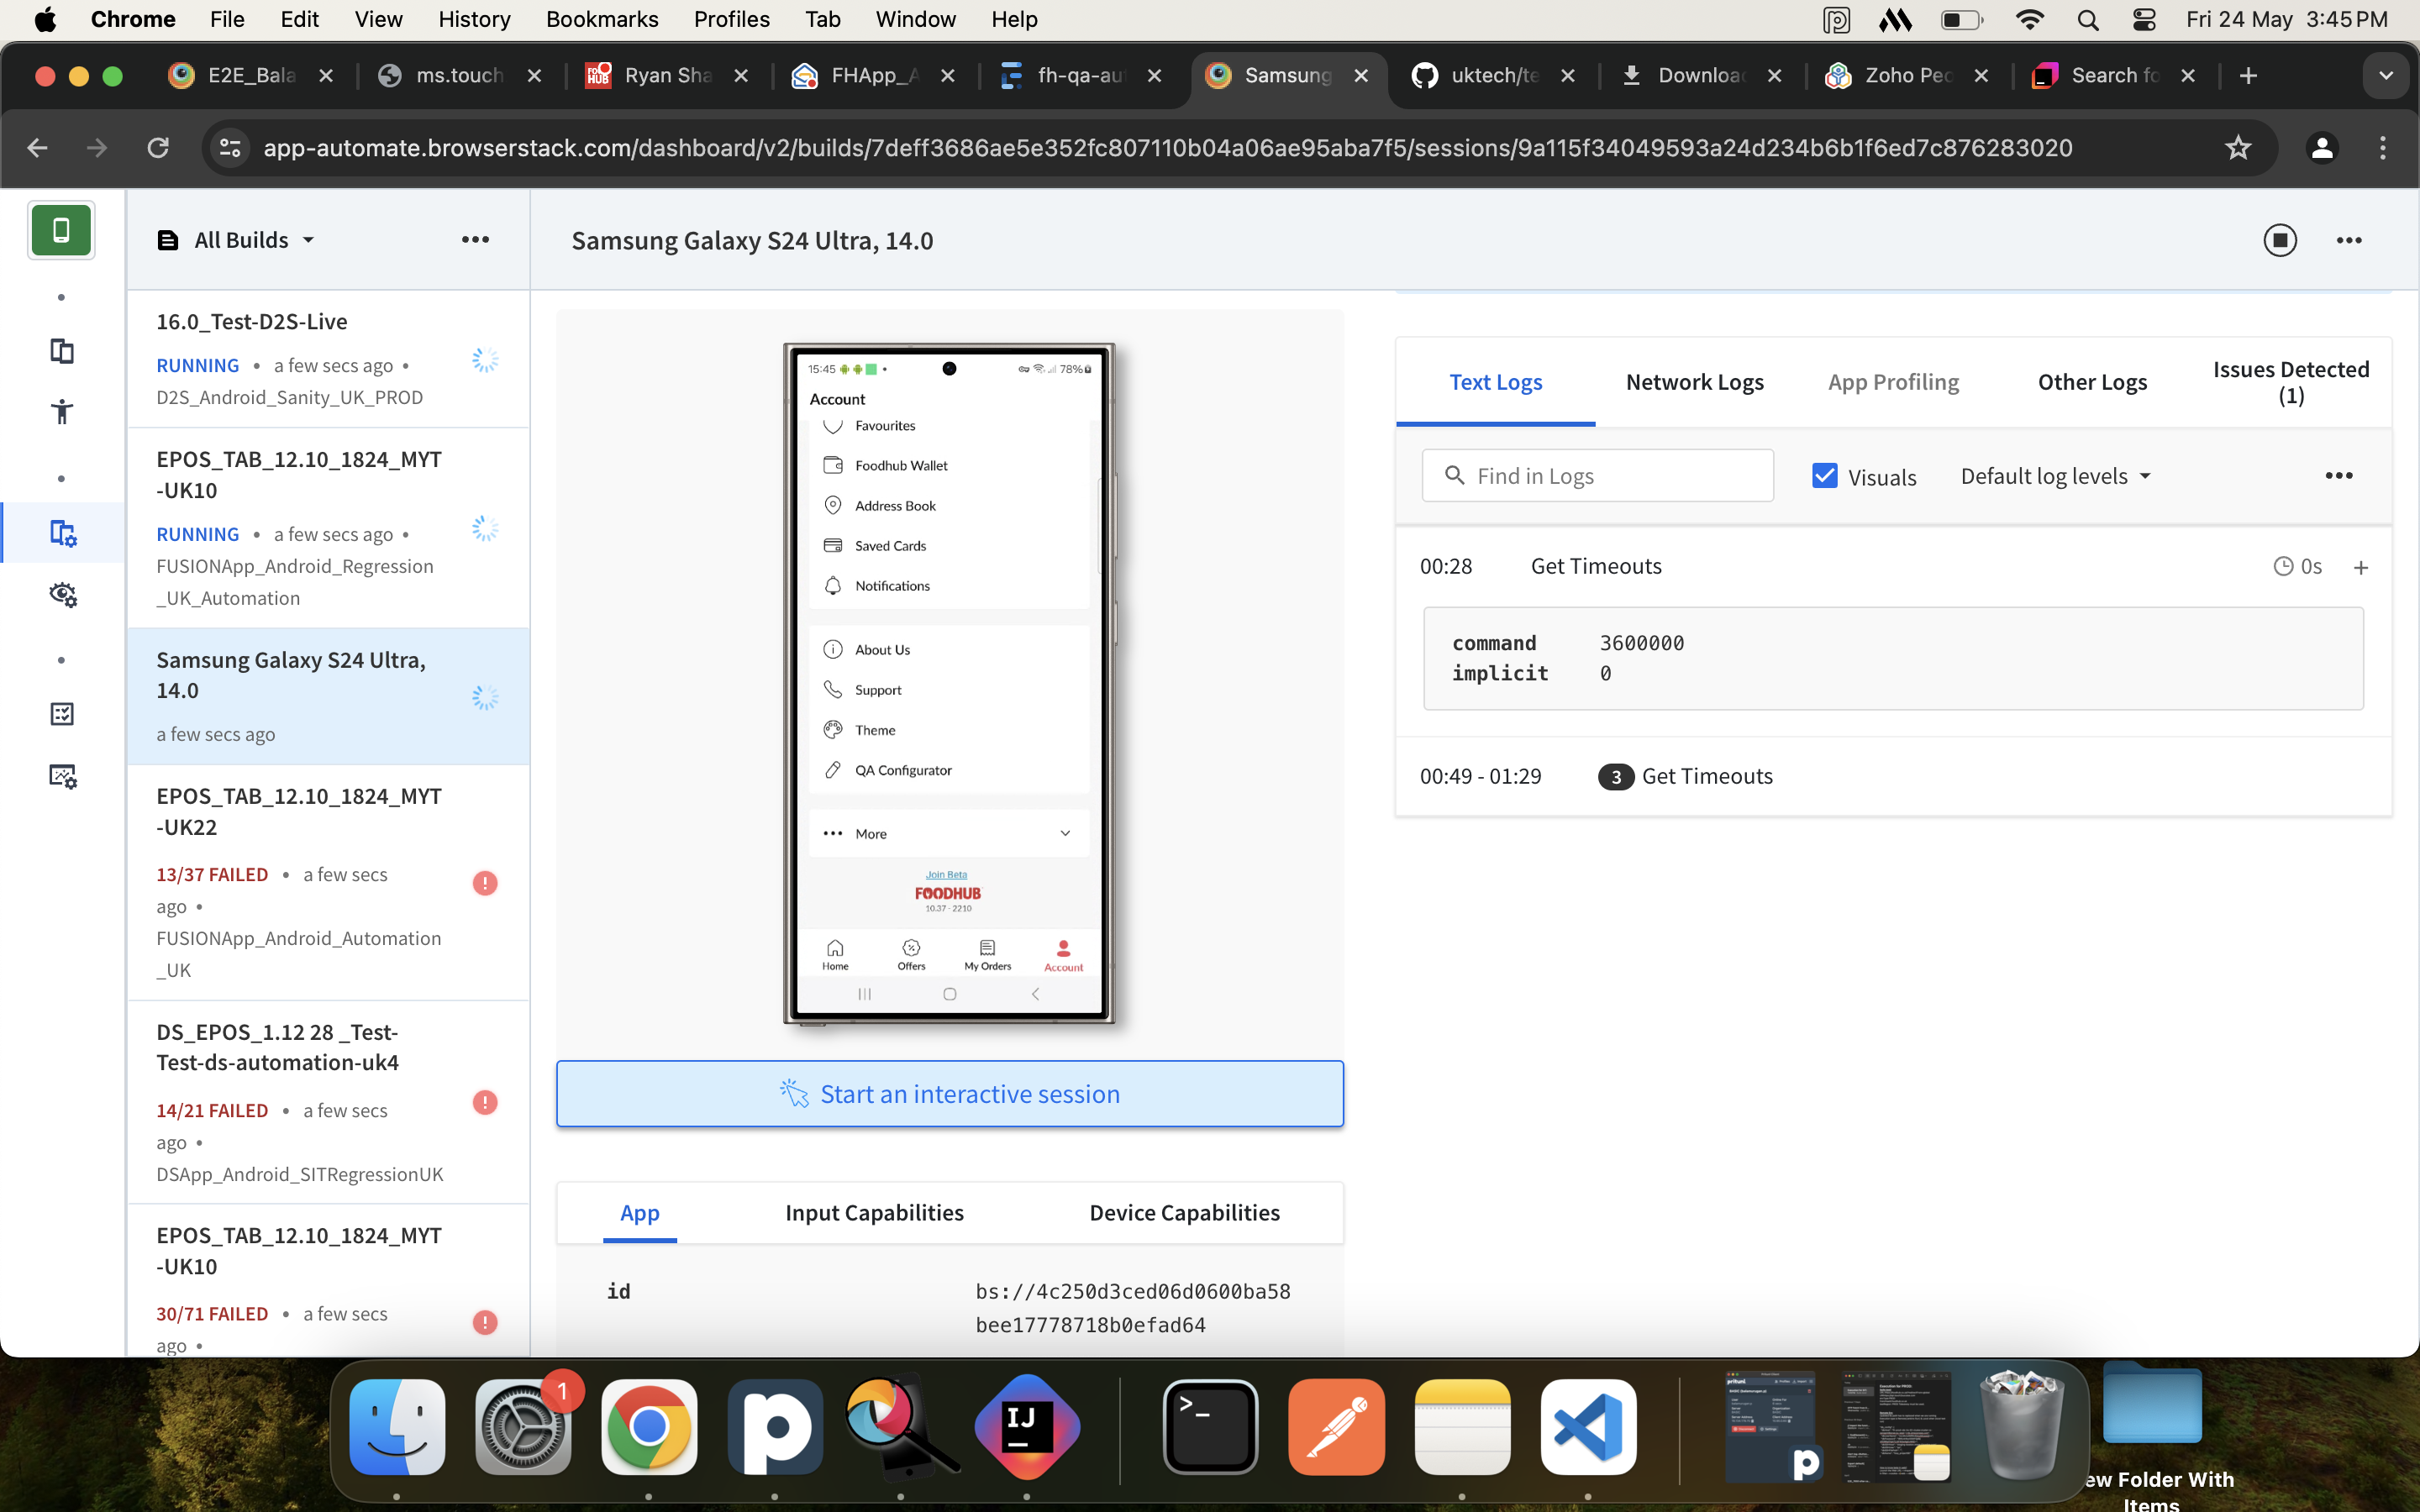 Chrome File Edit View History Bookmarks Profiles Tab Window Help
Fri 24 May 3:45 PM
E2E_Bala
ms.touch
FOODHUB
Ryan Sha
FHApp_A
fh-qa-au
Samsung
uktech/te
Downloa
Zoho Peo
Search fo
app-automate.browserstack.com/dashboard/v2/builds/7deff3686ae5e352fc807110b04a06ae95aba7f5/sessions/9a115f34049593a24d234b6b1f6ed7c876283020
All Builds
16.0_Test-D2S-Live
RUNNING • a few secs ago •
D2S_Android_Sanity_UK_PROD
EPOS_TAB_12.10_1824_MYT
-UK10
RUNNING • a few secs ago •
FUSIONApp_Android_Regression
_UK_Automation
Samsung Galaxy S24 Ultra,
14.0
a few secs ago
EPOS_TAB_12.10_1824_MYT
-UK22
13/37 FAILED • a few secs
ago •
FUSIONApp_Android_Automation
_UK
DS_EPOS_1.12 28 _Test-
Test-ds-automation-uk4
14/21 FAILED • a few secs
ago •
DSApp_Android_SITRegressionUK
EPOS_TAB_12.10_1824_MYT
-UK10
30/71 FAILED • a few secs
ago •
Samsung Galaxy S24 Ultra, 14.0
15:45
78%
Account
Favourites
Foodhub Wallet
Address Book
Saved Cards
Notifications
About Us
Support
Theme
QA Configurator
More
Join Beta
FOODHUB
10.37 - 2210
Home
Offers
My Orders
Account
Start an interactive session
App
Input Capabilities
Device Capabilities
id
bs://4c250d3ced06d0600ba58
bee17778718b0efad64
Text Logs
Network Logs
App Profiling
Other Logs
Issues Detected
(1)
Find in Logs
Visuals
Default log levels
00:28 Get Timeouts 0s +
command 3600000
implicit 0
00:49 - 01:29 3 Get Timeouts
1
IJ
ew Folder With
Items